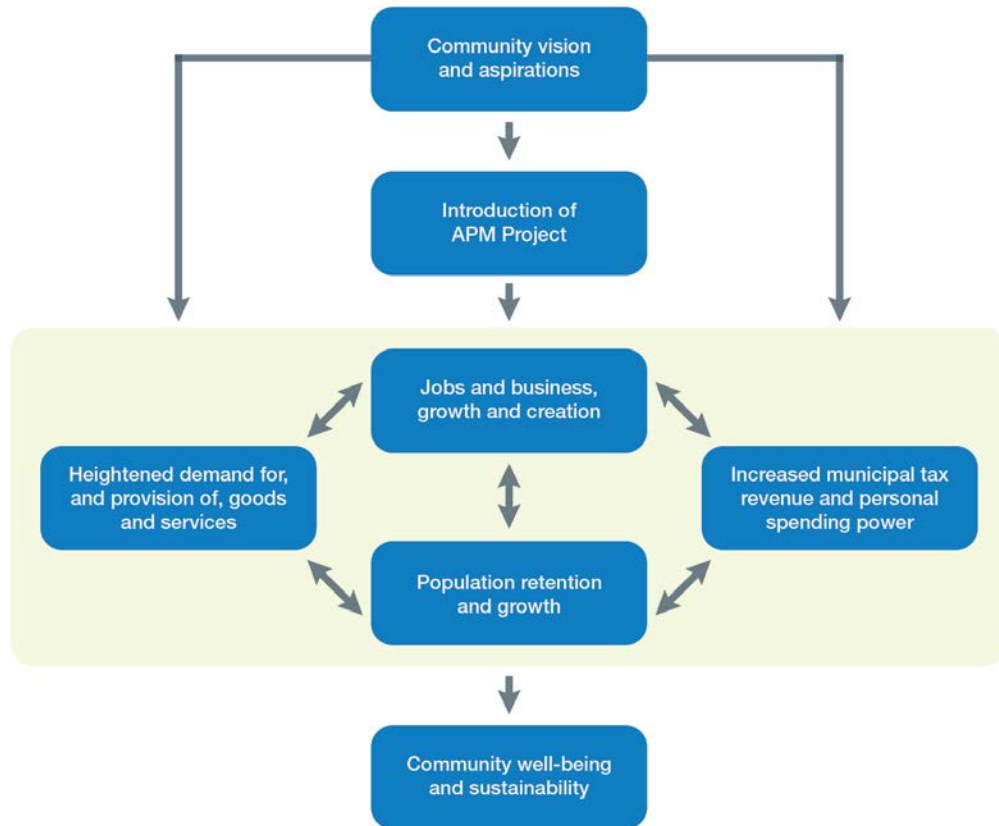 Community vision
and aspirations
Introduction of
APM Project
Jobs and business,
growth and creation
Heightened demand for,
and provision of, goods
and services
Increased municipal tax
revenue and personal
spending power
Population retention
and growth
Community well-being
and sustainability